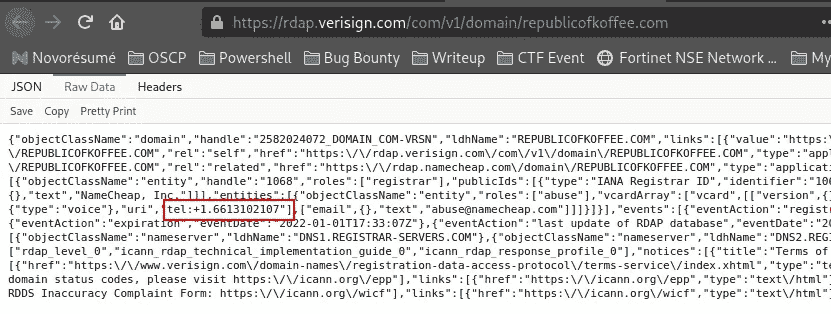 https://rdap.verisign.com/com/v1/domain/republicofkoffee.com
Novorésumé OSCP Powershell Bug Bounty Writeup CTF Event Fortinet NSE Network … My
JSON Raw Data Headers
Save Copy Pretty Print
{"objectClassName":"domain","handle":"2582024072_DOMAIN_COM-VRSN","ldhName":"REPUBLICOFKOFFEE.COM","links":[{"value":"https:\
\/REPUBLICOFKOFFEE.COM","rel":"self","href":"https:\/\/rdap.verisign.com\/com\/v1\/domain\/REPUBLICOFKOFFEE.COM","type":"appl
\/REPUBLICOFKOFFEE.COM","rel":"related","href":"https:\/\/rdap.namecheap.com\/domain\/REPUBLICOFKOFFEE.COM","type":"applicati
[{"objectClassName":"entity","handle":"1068","roles":["registrar"],"publicIds":[{"type":"IANA Registrar ID","identifier":"106
{},"text","NameCheap, Inc."]]],"entities":[{"objectClassName":"entity","roles":["abuse"],"vcardArray":["vcard",[["version",{}
{"type":"voice"},"uri","tel:+1.6613102107"],["email",{},"text","abuse@namecheap.com"]]]}]}],"events":[{"eventAction":"regist
{"eventAction":"expiration","eventDate":"2022-01-01T17:33:07Z"},{"eventAction":"last update of RDAP database","eventDate":"20
[{"objectClassName":"nameserver","ldhName":"DNS1.REGISTRAR-SERVERS.COM"},{"objectClassName":"nameserver","ldhName":"DNS2.REGI
["rdap_level_0","icann_rdap_technical_implementation_guide_0","icann_rdap_response_profile_0"],"notices":[{"title":"Terms of
[{"href":"https:\/\/www.verisign.com\/domain-names\/registration-data-access-protocol\/terms-service\/index.xhtml","type":"te
domain status codes, please visit https:\/\/icann.org\/epp"],"links":[{"href":"https:\/\/icann.org\/epp","type":"text\/html"}
RDDS Inaccuracy Complaint Form: https:\/\/icann.org\/wicf"],"links":[{"href":"https:\/\/icann.org\/wicf","type":"text\/html"}